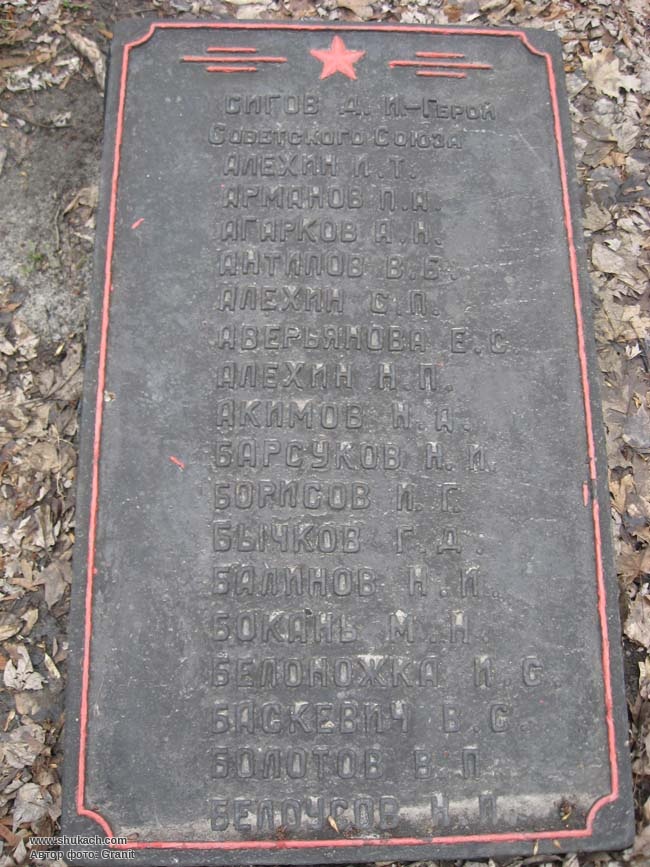 СИГОВ Д. И-ГЕРОЙ
СОВЕТСКОГО СОЮЗА
АЛЕХИН И.Т.
АРМАНОВ П.А.
АГАРКОВ А.Н.
АНТИПОВ В.Б.
АЛЕХИН С.П.
АВЕРЬЯНОВА Е.С
АЛЕХИН Н.П.
АКИМОВ Н.А.
БАРСУКОВ Н.И.
БОРИСОВ И.Г.
БЫЧКОВ Г.Д.
БАЛИНОВ Н.И.
БОКАНЬ М.Н.
БЕЛОНОЖКА И.С.
БАСКЕВИЧ В.С.
БОЛОТОВ В.П
БЕЛОУСОВ Н.П.
www.shukach.com
Автор фото: Granit